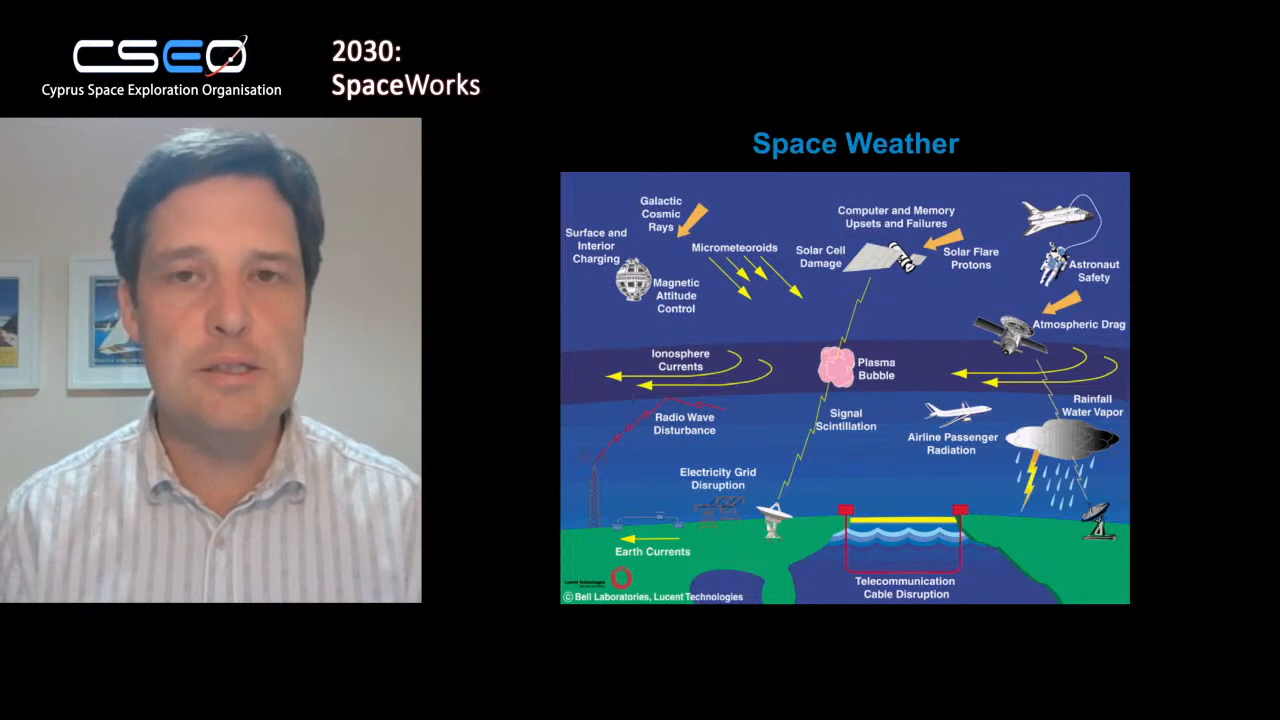 CSEO
Cyprus Space Exploration Organisation
2030:
SpaceWorks
Space Weather
Galactic
Cosmic
Rays
Surface and
Interior
Charging
Micrometeoroids
Magnetic
Attitude
Control
Computer and Memory
Upsets and Failures
Solar Cell
Damage
Solar Flare
Protons
Astronaut
Safety
Atmospheric Drag
Ionosphere
Currents
Plasma
Bubble
Radio Wave
Disturbance
Signal
Scintillation
Rainfall
Water Vapor
Airline Passenger
Radiation
Electricity Grid
Disruption
Earth Currents
Telecommunication
Cable Disruption
Lucent Technologies
© Bell Laboratories, Lucent Technologies